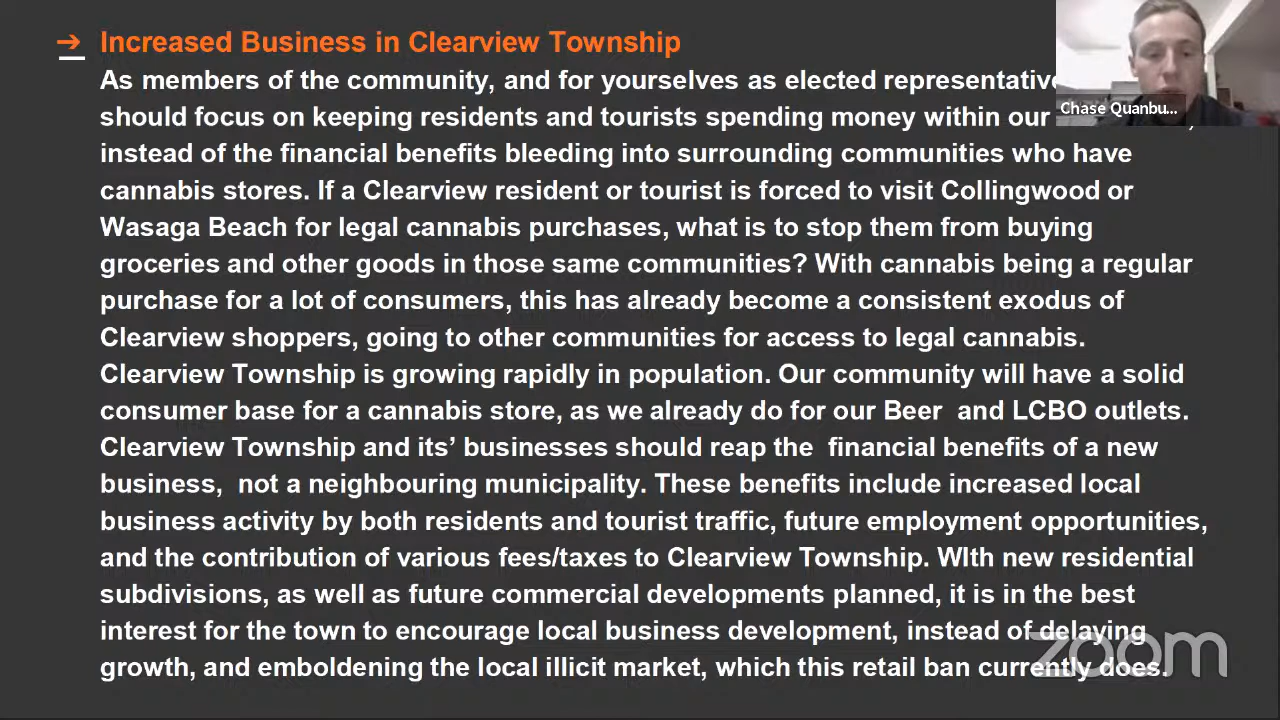 ➔ Increased Business in Clearview Township
As members of the community, and for yourselves as elected
should focus on keeping residents and tourists spending money within our
instead of the financial benefits bleeding into surrounding communities who have
cannabis stores. If a Clearview resident or tourist is forced to visit Collingwood or
Wasaga Beach for legal cannabis purchases, what is to stop them from buying
groceries and other goods in those same communities? With cannabis being a regular
purchase for a lot of consumers, this has already become a consistent exodus of
Clearview shoppers, going to other communities for access to legal cannabis.
Clearview Township is growing rapidly in population. Our community will have a solid
consumer base for a cannabis store, as we already do for our Beer  and LCBO outlets.
Clearview Township and its’ businesses should reap the  financial benefits of a new
business,  not a neighbouring municipality. These benefits include increased local
business activity by both residents and tourist traffic, future employment opportunities,
and the contribution of various fees/taxes to Clearview Township. WIth new residential
subdivisions, as well as future commercial developments planned, it is in the best
interest for the town to encourage local business development, instead of delaying
growth, and emboldening the local illicit market, which this retail ban currently does.
Chase Quanbu...
zoom